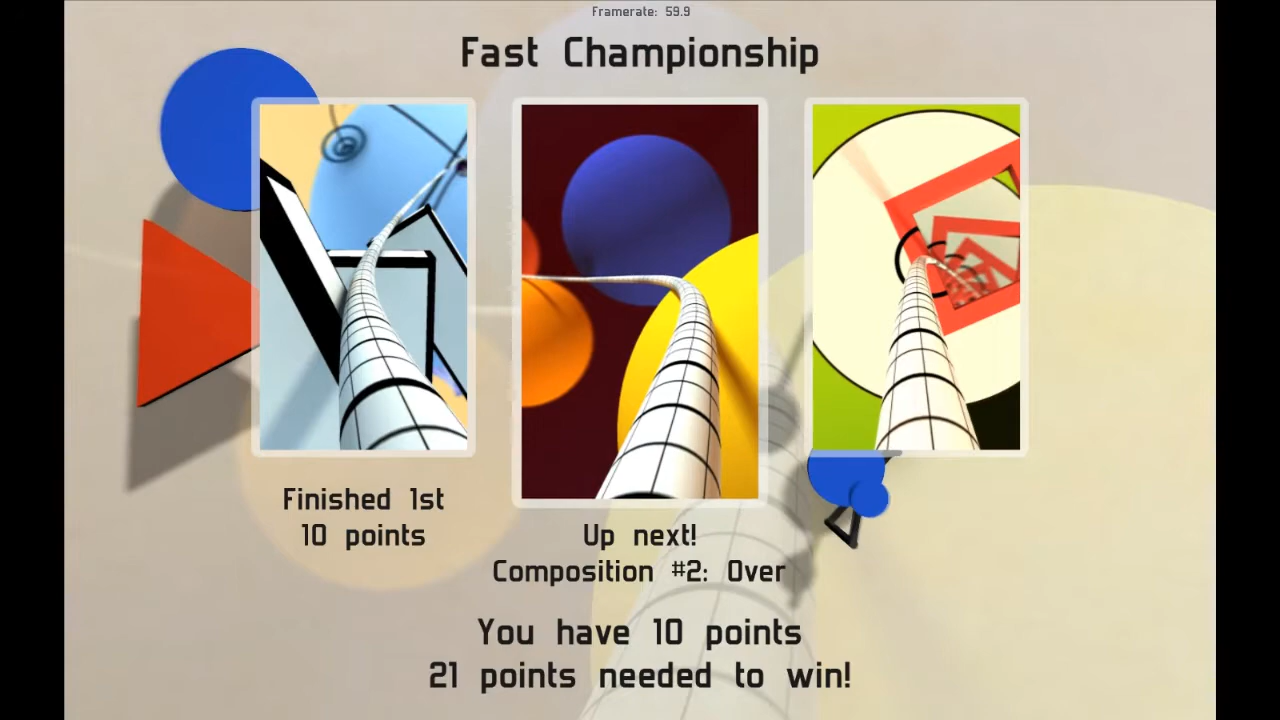 Framerate: 59.9
Fast Championship
Finished 1st
10 points
Up next!
Composition #2: Over
You have 10 points
21 points needed to win!